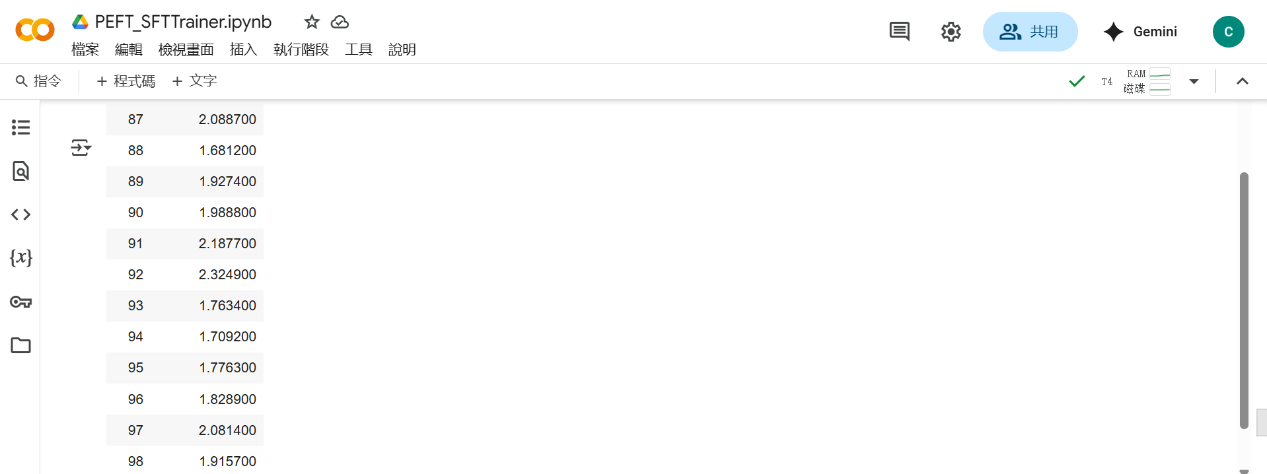 PEFT_SFTTrainer.ipynb
檔案 編輯 檢視畫面 插入 執行階段 工具 說明
共用
Gemini
C
指令 + 程式碼 + 文字
T4
RAM
磁碟
87 2.088700
88 1.681200
89 1.927400
90 1.988800
91 2.187700
92 2.324900
93 1.763400
94 1.709200
95 1.776300
96 1.828900
97 2.081400
98 1.915700